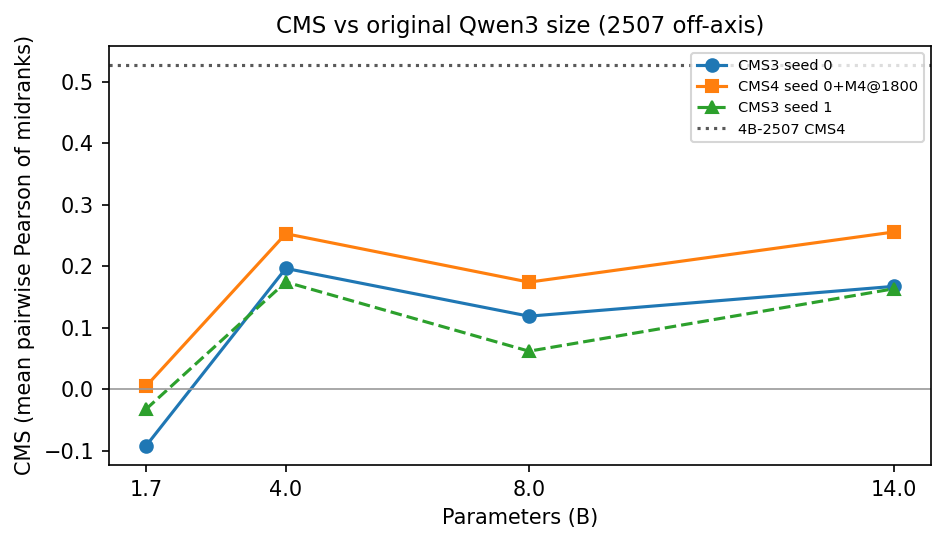 CMS vs original Qwen3 size (2507 off-axis)
CMS (mean pairwise Pearson of midranks)
0.5
0.4
0.3
0.2
0.1
0.0
−0.1
CMS3 seed 0
CMS4 seed 0+M4@1800
CMS3 seed 1
4B-2507 CMS4
1.7
4.0
8.0
14.0
Parameters (B)